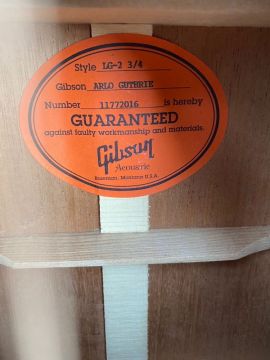 Style LG-2 3/4
Gibson ARLO GUTHRIE
Number 11772016 is hereby
GUARANTEED
against faulty workmanship and materials.
Gibson
Acoustic
Bozeman, Montana U.S.A.